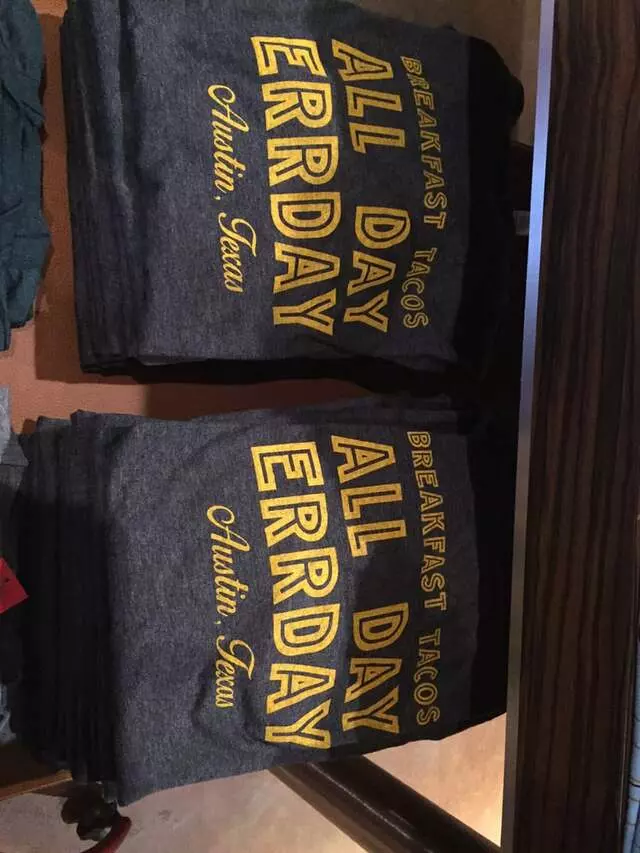 BREAKFAST TACOS
ALL DAY
ERRDAY
Austin, Texas
BREAKFAST TACOS
ALL DAY
ERRDAY
Austin, Texas